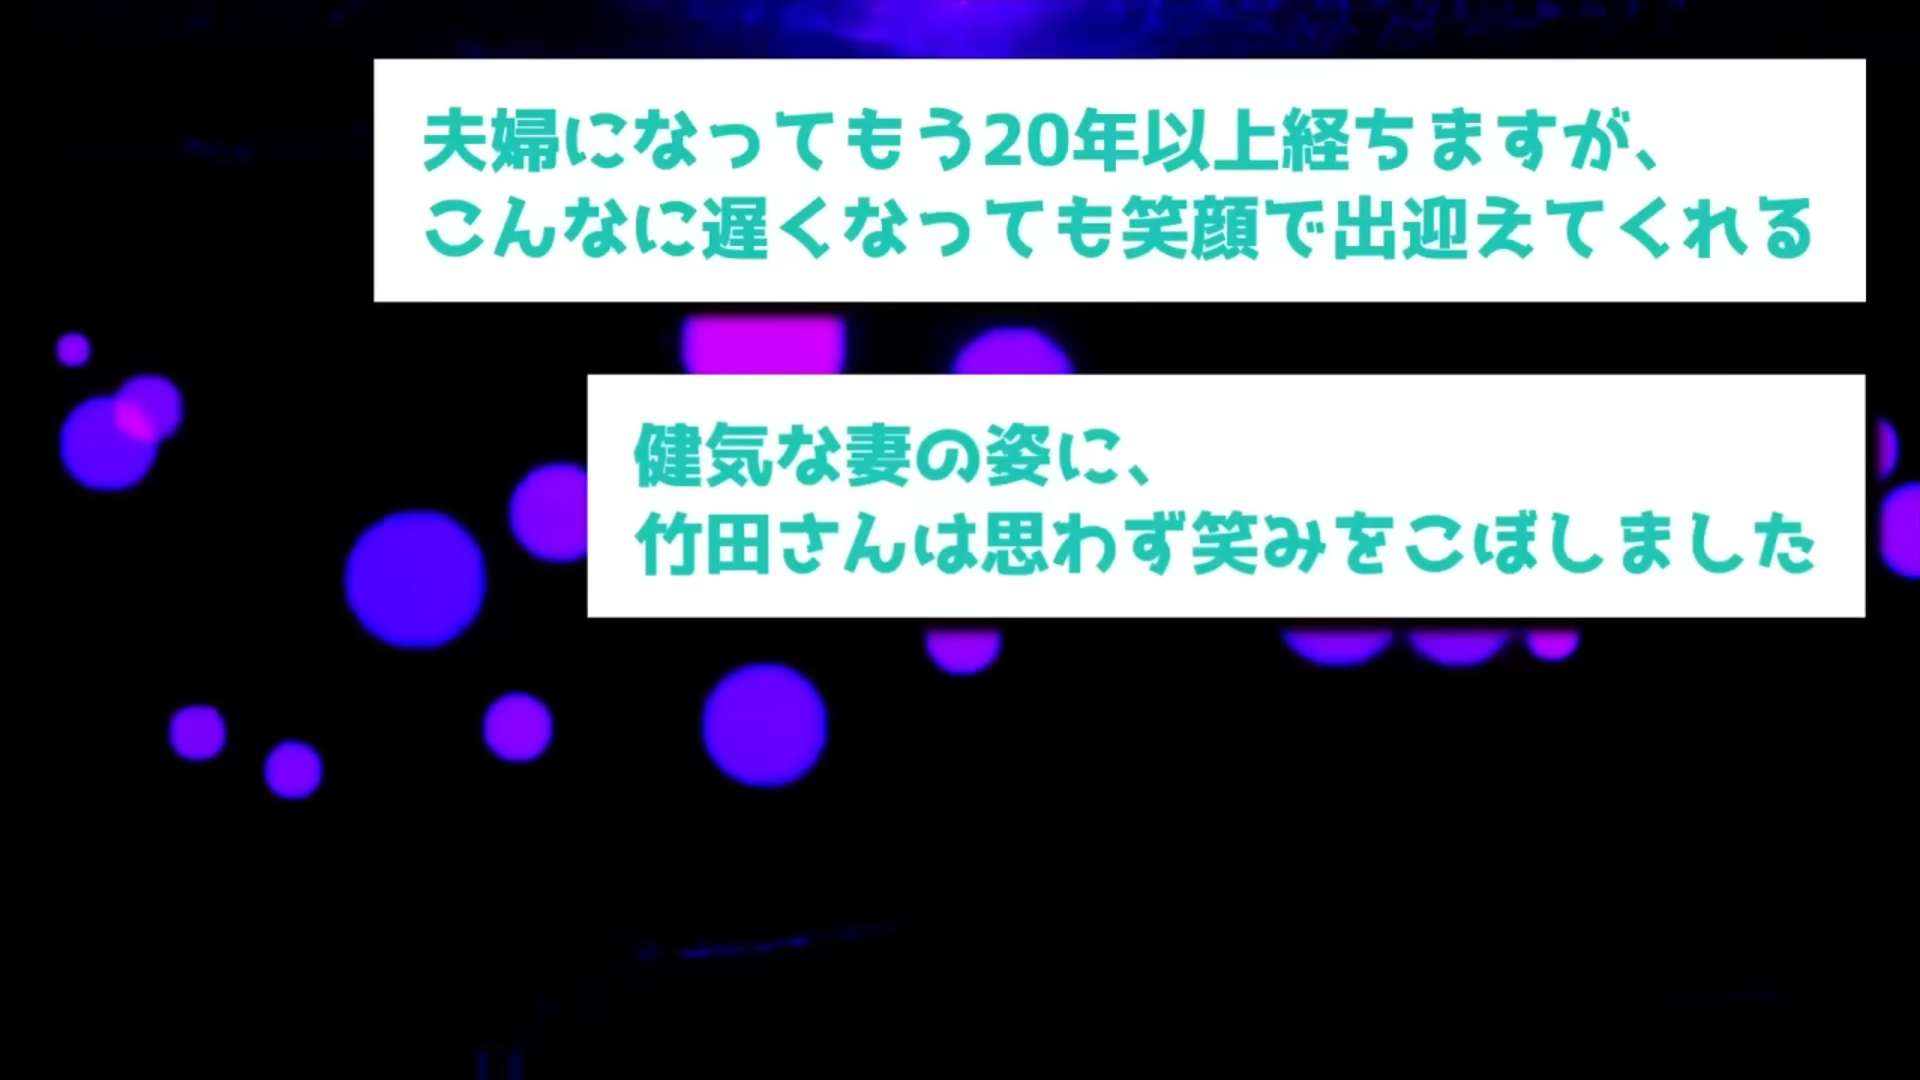 夫婦になってもう20年以上経ちますが、
こんなに遅くなっても笑顔で出迎えてくれる
健気な妻の姿に、
竹田さんは思わず笑みをこぼしました